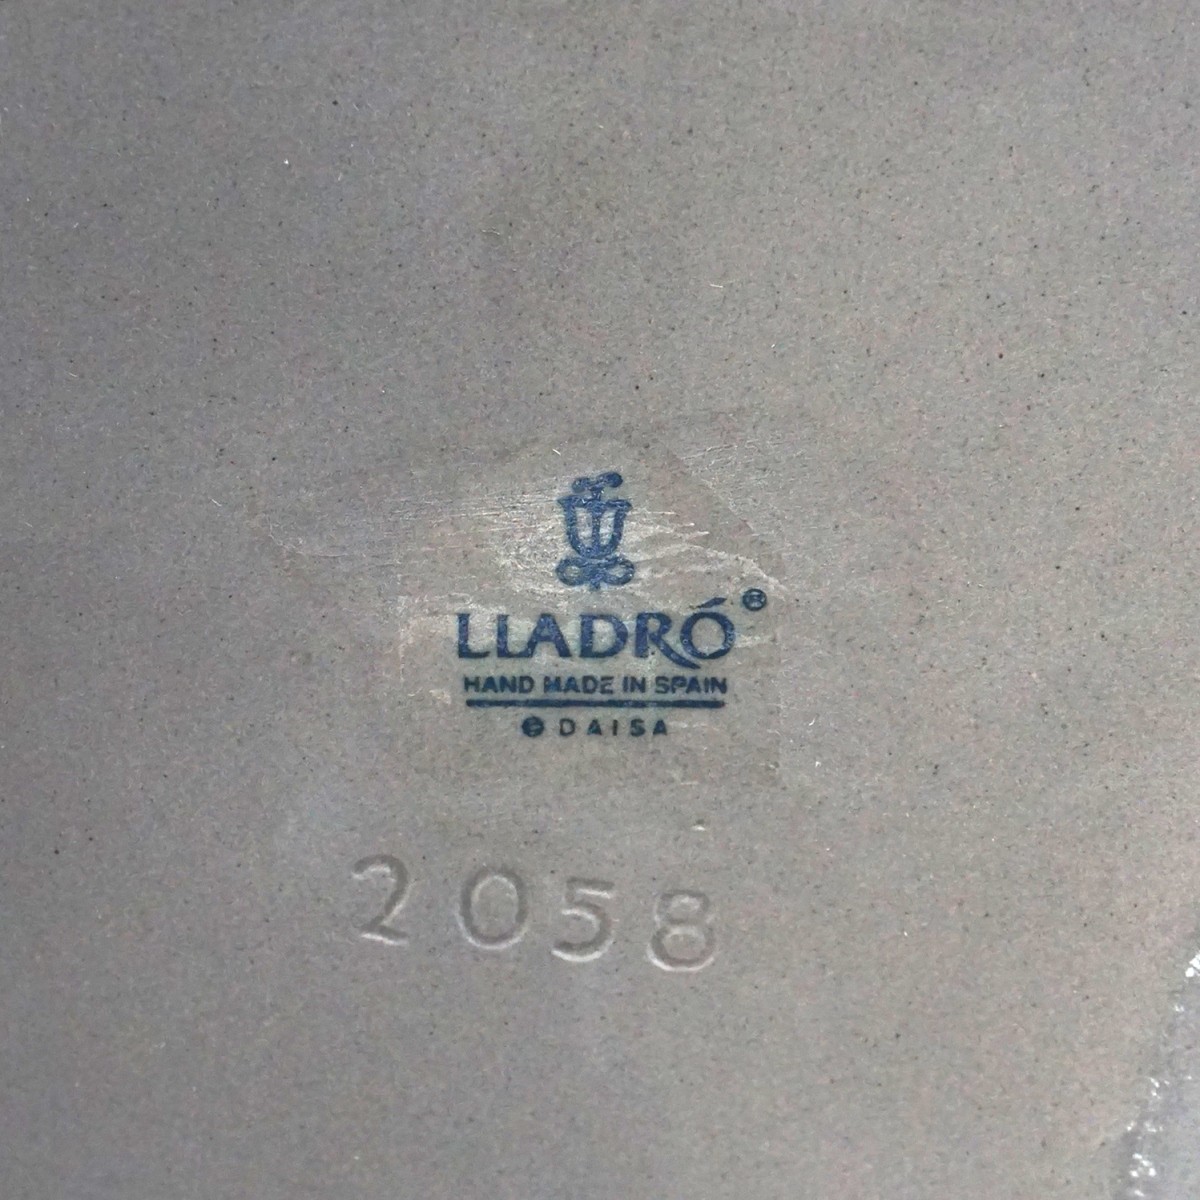 LLADRÓ®
HAND MADE IN SPAIN
© DAISA
2058